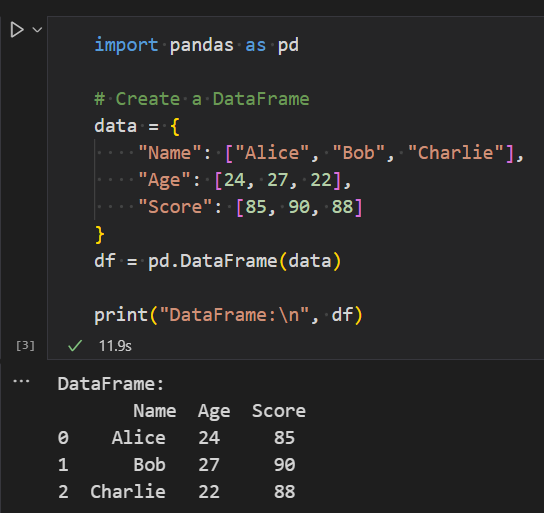 import pandas as pd
# Create a DataFrame
data = {
    "Name": ["Alice", "Bob", "Charlie"],
    "Age": [24, 27, 22],
    "Score": [85, 90, 88]
}
df = pd.DataFrame(data)
print("DataFrame:\n", df)
[3] 11.9s
DataFrame:
       Name  Age  Score
0    Alice   24     85
1      Bob   27     90
2  Charlie   22     88